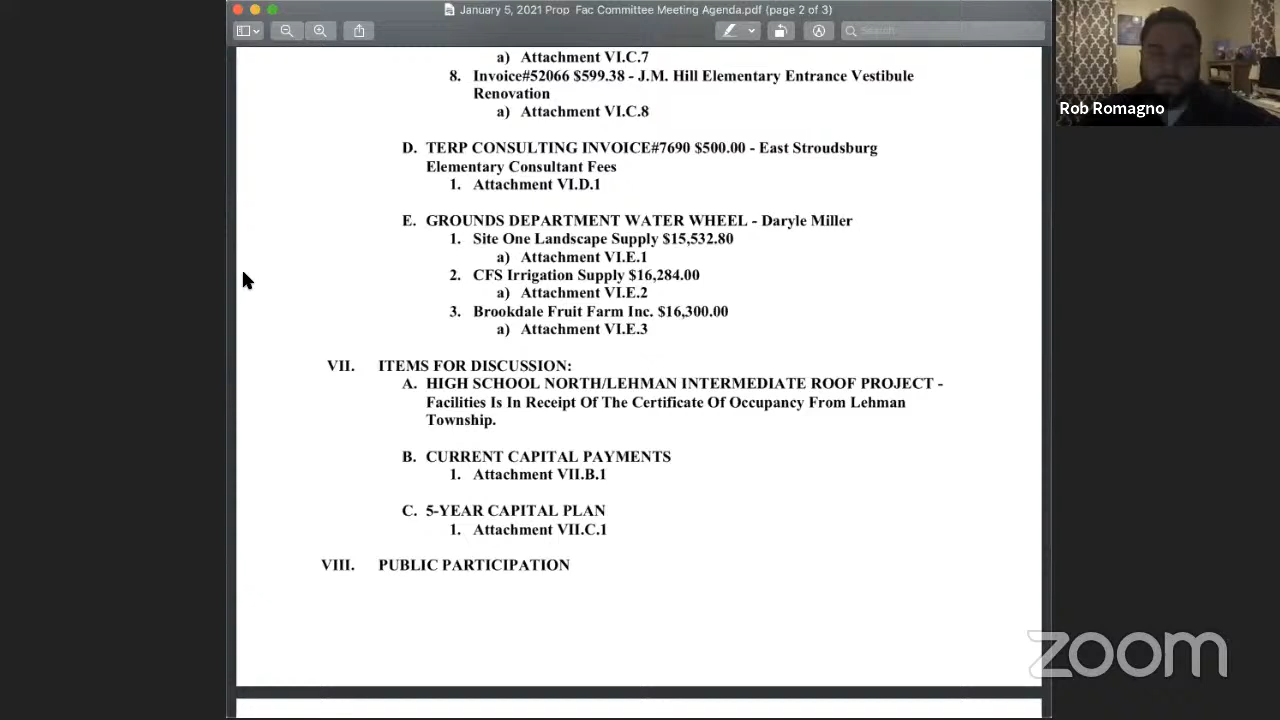 January 5, 2021 Prop Fac Committee Meeting Agenda.pdf (page 2 of 3)
Search
a) Attachment VI.C.7
8. Invoice#52066 $599.38 - J.M. Hill Elementary Entrance Vestibule
Renovation
a) Attachment VI.C.8
D. TERP CONSULTING INVOICE#7690 $500.00 - East Stroudsburg
Elementary Consultant Fees
1. Attachment VI.D.1
E. GROUNDS DEPARTMENT WATER WHEEL - Daryle Miller
1. Site One Landscape Supply $15,532.80
a) Attachment VI.E.1
2. CFS Irrigation Supply $16,284.00
a) Attachment VI.E.2
3. Brookdale Fruit Farm Inc. $16,300.00
a) Attachment VI.E.3
VII. ITEMS FOR DISCUSSION:
A. HIGH SCHOOL NORTH/LEHMAN INTERMEDIATE ROOF PROJECT -
Facilities Is In Receipt Of The Certificate Of Occupancy From Lehman
Township.
B. CURRENT CAPITAL PAYMENTS
1. Attachment VII.B.1
C. 5-YEAR CAPITAL PLAN
1. Attachment VII.C.1
VIII. PUBLIC PARTICIPATION
Rob Romagno
zoom